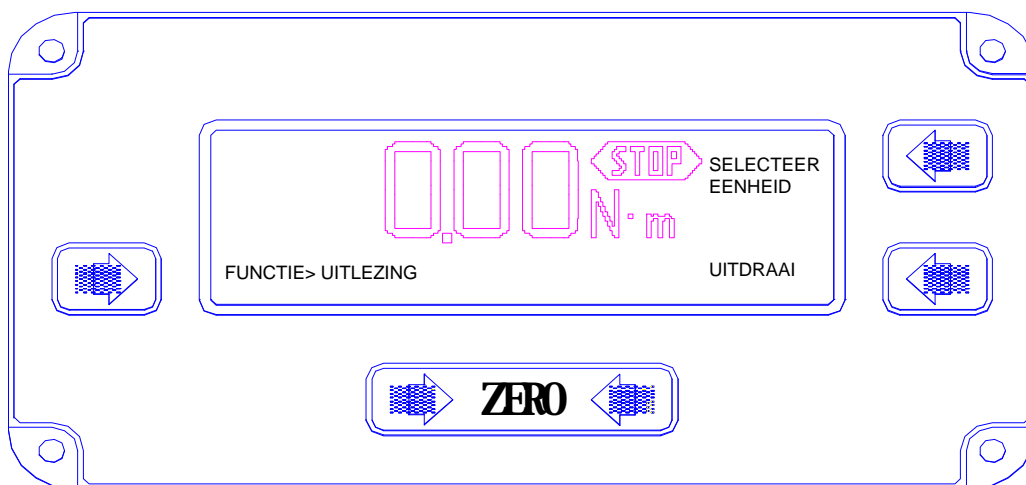 0.00 STOP SELECTEER
EENHEID
N·m
FUNCTIE> UITLEZING UITDRAAI
ZERO